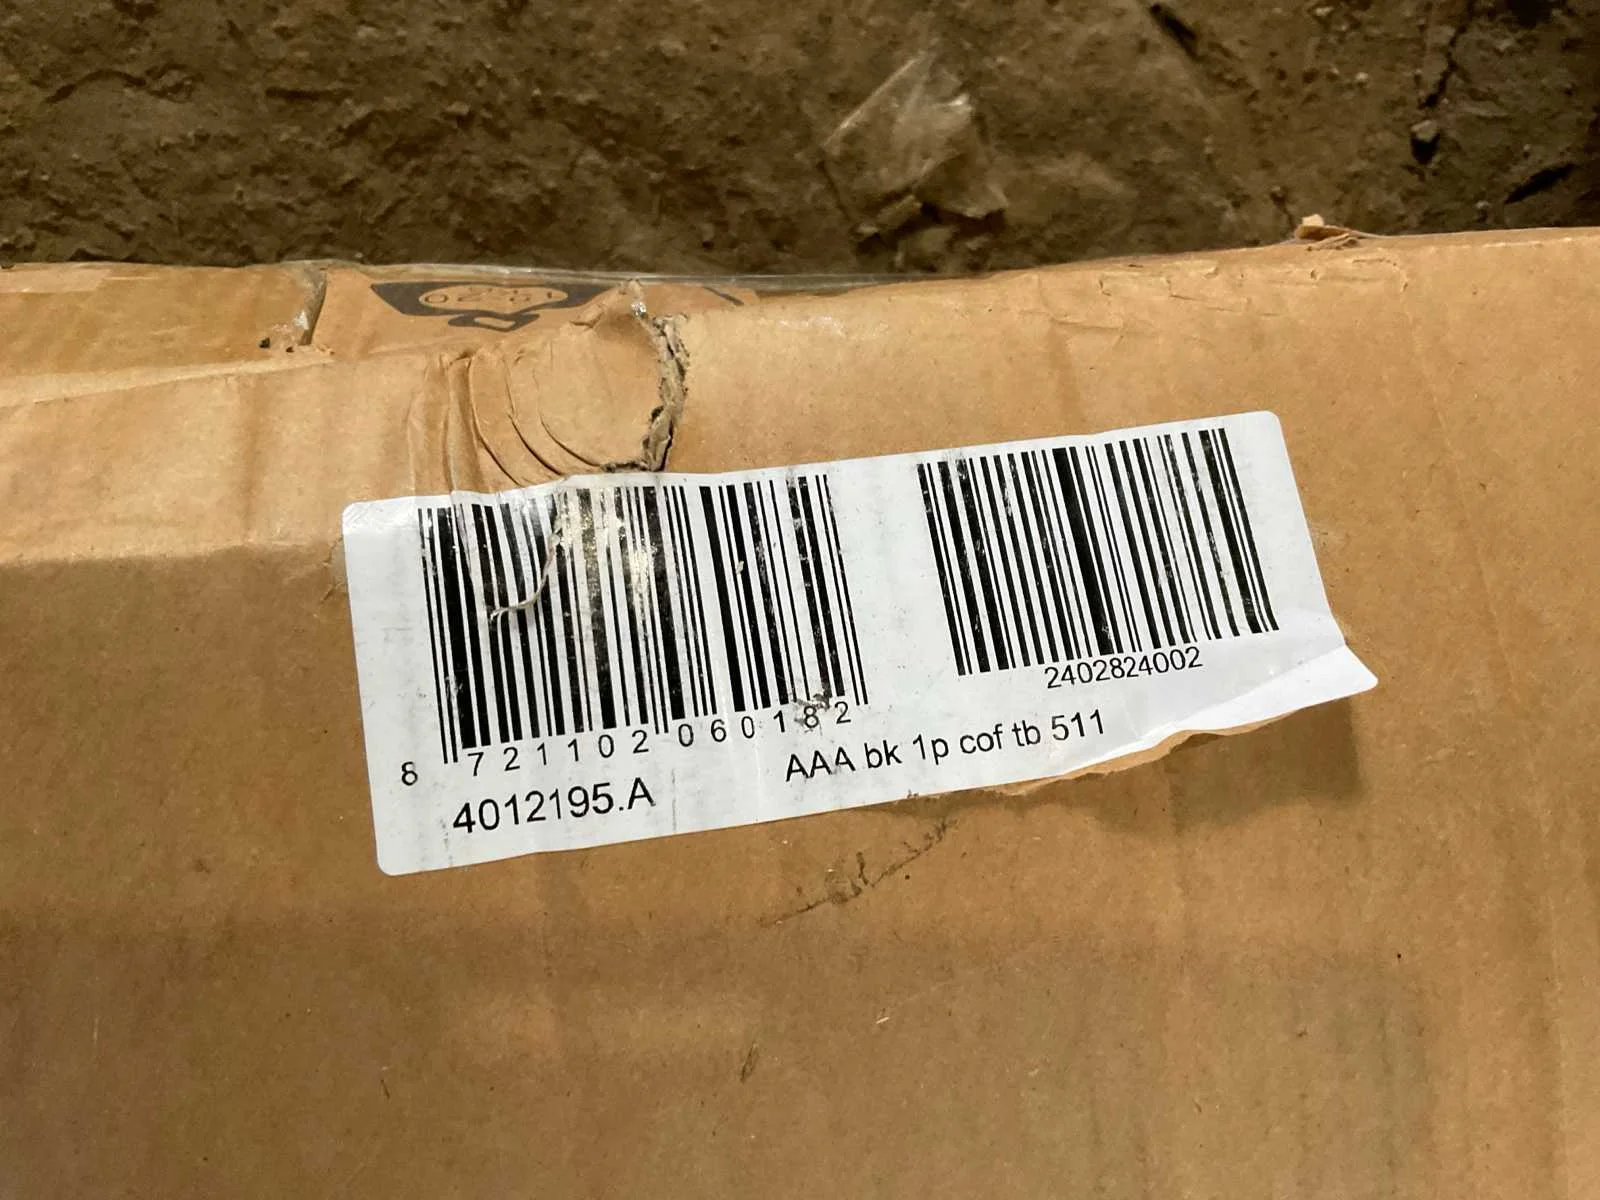 8 721102 060182
2402824002
4012195.A
AAA bk 1p cof tb 511